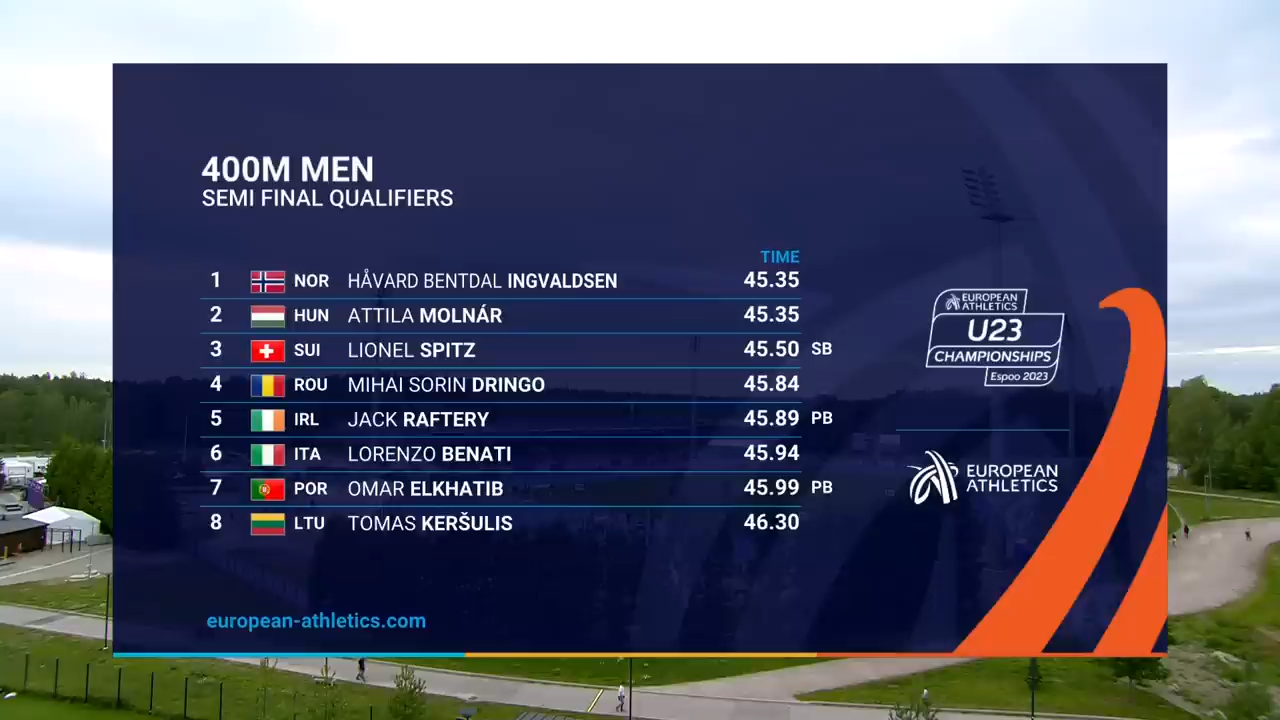 400M MEN
SEMI FINAL QUALIFIERS
TIME
1 NOR HÅVARD BENTDAL INGVALDSEN 45.35
2 HUN ATTILA MOLNÁR 45.35
3 SUI LIONEL SPITZ 45.50 SB
4 ROU MIHAI SORIN DRINGO 45.84
5 IRL JACK RAFTERY 45.89 PB
6 ITA LORENZO BENATI 45.94
7 POR OMAR ELKHATIB 45.99 PB
8 LTU TOMAS KERŠULIS 46.30
european-athletics.com
EUROPEAN
ATHLETICS
U23
CHAMPIONSHIPS
Espoo 2023
EUROPEAN
ATHLETICS